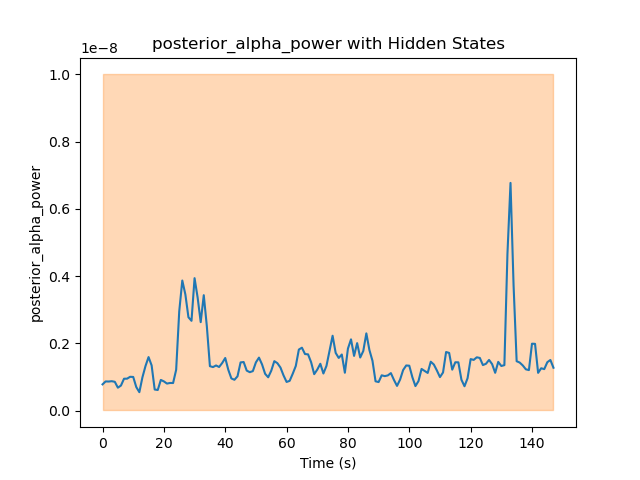 posterior_alpha_power with Hidden States
1e−8
1.0
0.8
0.6
0.4
0.2
0.0
posterior_alpha_power
0 20 40 60 80 100 120 140
Time (s)